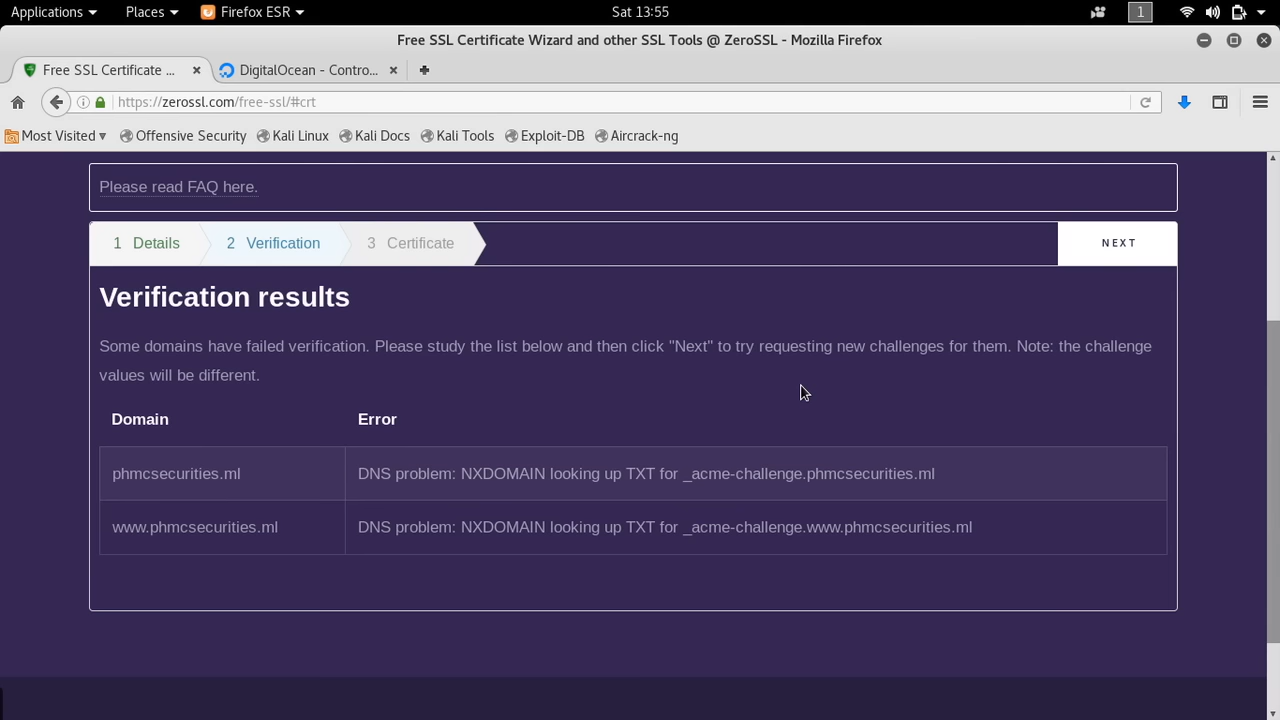 Applications Places Firefox ESR Sat 13:55 1
Free SSL Certificate Wizard and other SSL Tools @ ZeroSSL - Mozilla Firefox
Free SSL Certificate ... DigitalOcean - Contro...
https://zerossl.com/free-ssl/#crt
Most Visited Offensive Security Kali Linux Kali Docs Kali Tools Exploit-DB Aircrack-ng
Please read FAQ here.
1 Details 2 Verification 3 Certificate NEXT
Verification results
Some domains have failed verification. Please study the list below and then click "Next" to try requesting new challenges for them. Note: the challenge
values will be different.
Domain Error
phmcsecurities.ml DNS problem: NXDOMAIN looking up TXT for _acme-challenge.phmcsecurities.ml
www.phmcsecurities.ml DNS problem: NXDOMAIN looking up TXT for _acme-challenge.www.phmcsecurities.ml